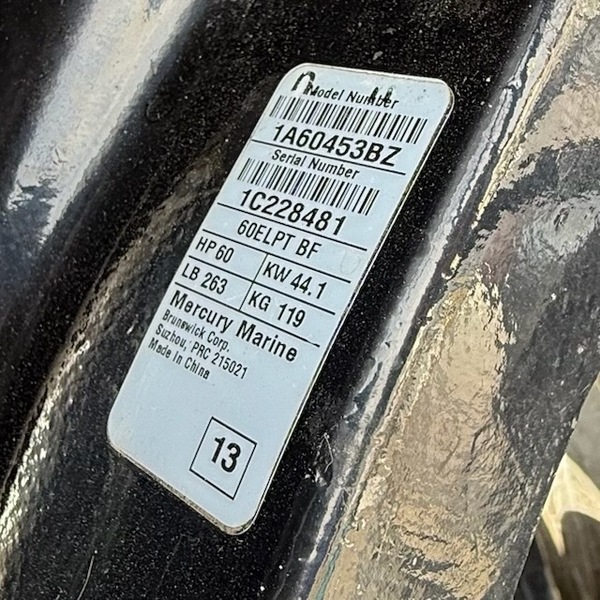 Model Number
1A60453BZ
Serial Number
1C228481
60ELPT BF
HP 60 KW 44.1
LB 263 KG 119
Mercury Marine
Brunswick Corp.
Suzhou, PRC 215021
Made in China
13